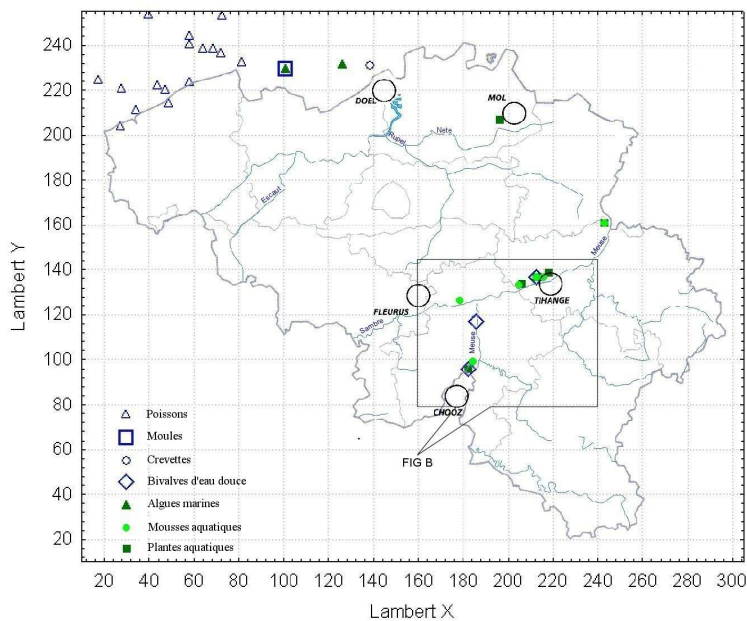 240
220
200
180
160
140
120
100
80
60
40
20
Lambert Y
DOEL
MOL
Rupel
Nete
Escaut
Meuse
FLEURUS
TIHANGE
Sambre
Meuse
CHOOZ
FIG B
Poissons
Moules
Crevettes
Bivalves d'eau douce
Algues marines
Mousses aquatiques
Plantes aquatiques
20 40 60 80 100 120 140 160 180 200 220 240 260 280 300
Lambert X